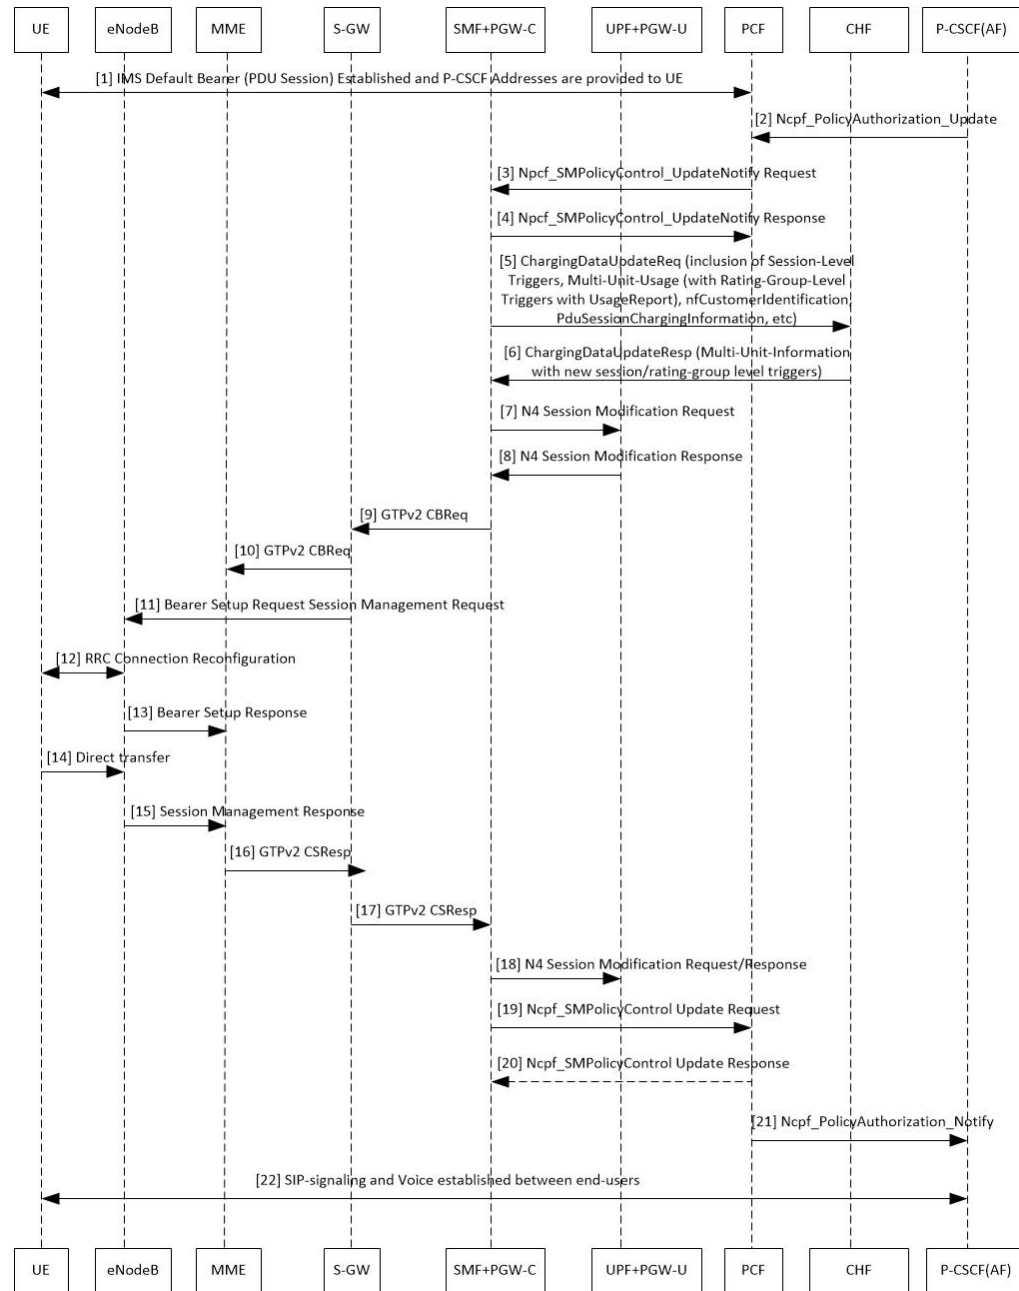 UE
eNodeB
MME
S-GW
SMF+PGW-C
UPF+PGW-U
PCF
CHF
P-CSCF(AF)
[1] IMS Default Bearer (PDU Session) Established and P-CSCF Addresses are provided to UE
[2] Ncpf_PolicyAuthorization_Update
[3] Npcf_SMPolicyControl_UpdateNotify Request
[4] Npcf_SMPolicyControl_UpdateNotify Response
[5] ChargingDataUpdateReq (inclusion of Session-Level
Triggers, Multi-Unit-Usage (with Rating-Group-Level
Triggers with UsageReport), nfCustomerIdentification,
PduSessionChargingInformation, etc)
[6] ChargingDataUpdateResp (Multi-Unit-Information
with new session/rating-group level triggers)
[7] N4 Session Modification Request
[8] N4 Session Modification Response
[9] GTPv2 CBReq
[10] GTPv2 CBReq
[11] Bearer Setup Request Session Management Request
[12] RRC Connection Reconfiguration
[13] Bearer Setup Response
[14] Direct transfer
[15] Session Management Response
[16] GTPv2 CSResp
[17] GTPv2 CSResp
[18] N4 Session Modification Request/Response
[19] Ncpf_SMPolicyControl Update Request
[20] Ncpf_SMPolicyControl Update Response
[21] Ncpf_PolicyAuthorization_Notify
[22] SIP-signaling and Voice established between end-users
UE
eNodeB
MME
S-GW
SMF+PGW-C
UPF+PGW-U
PCF
CHF
P-CSCF(AF)